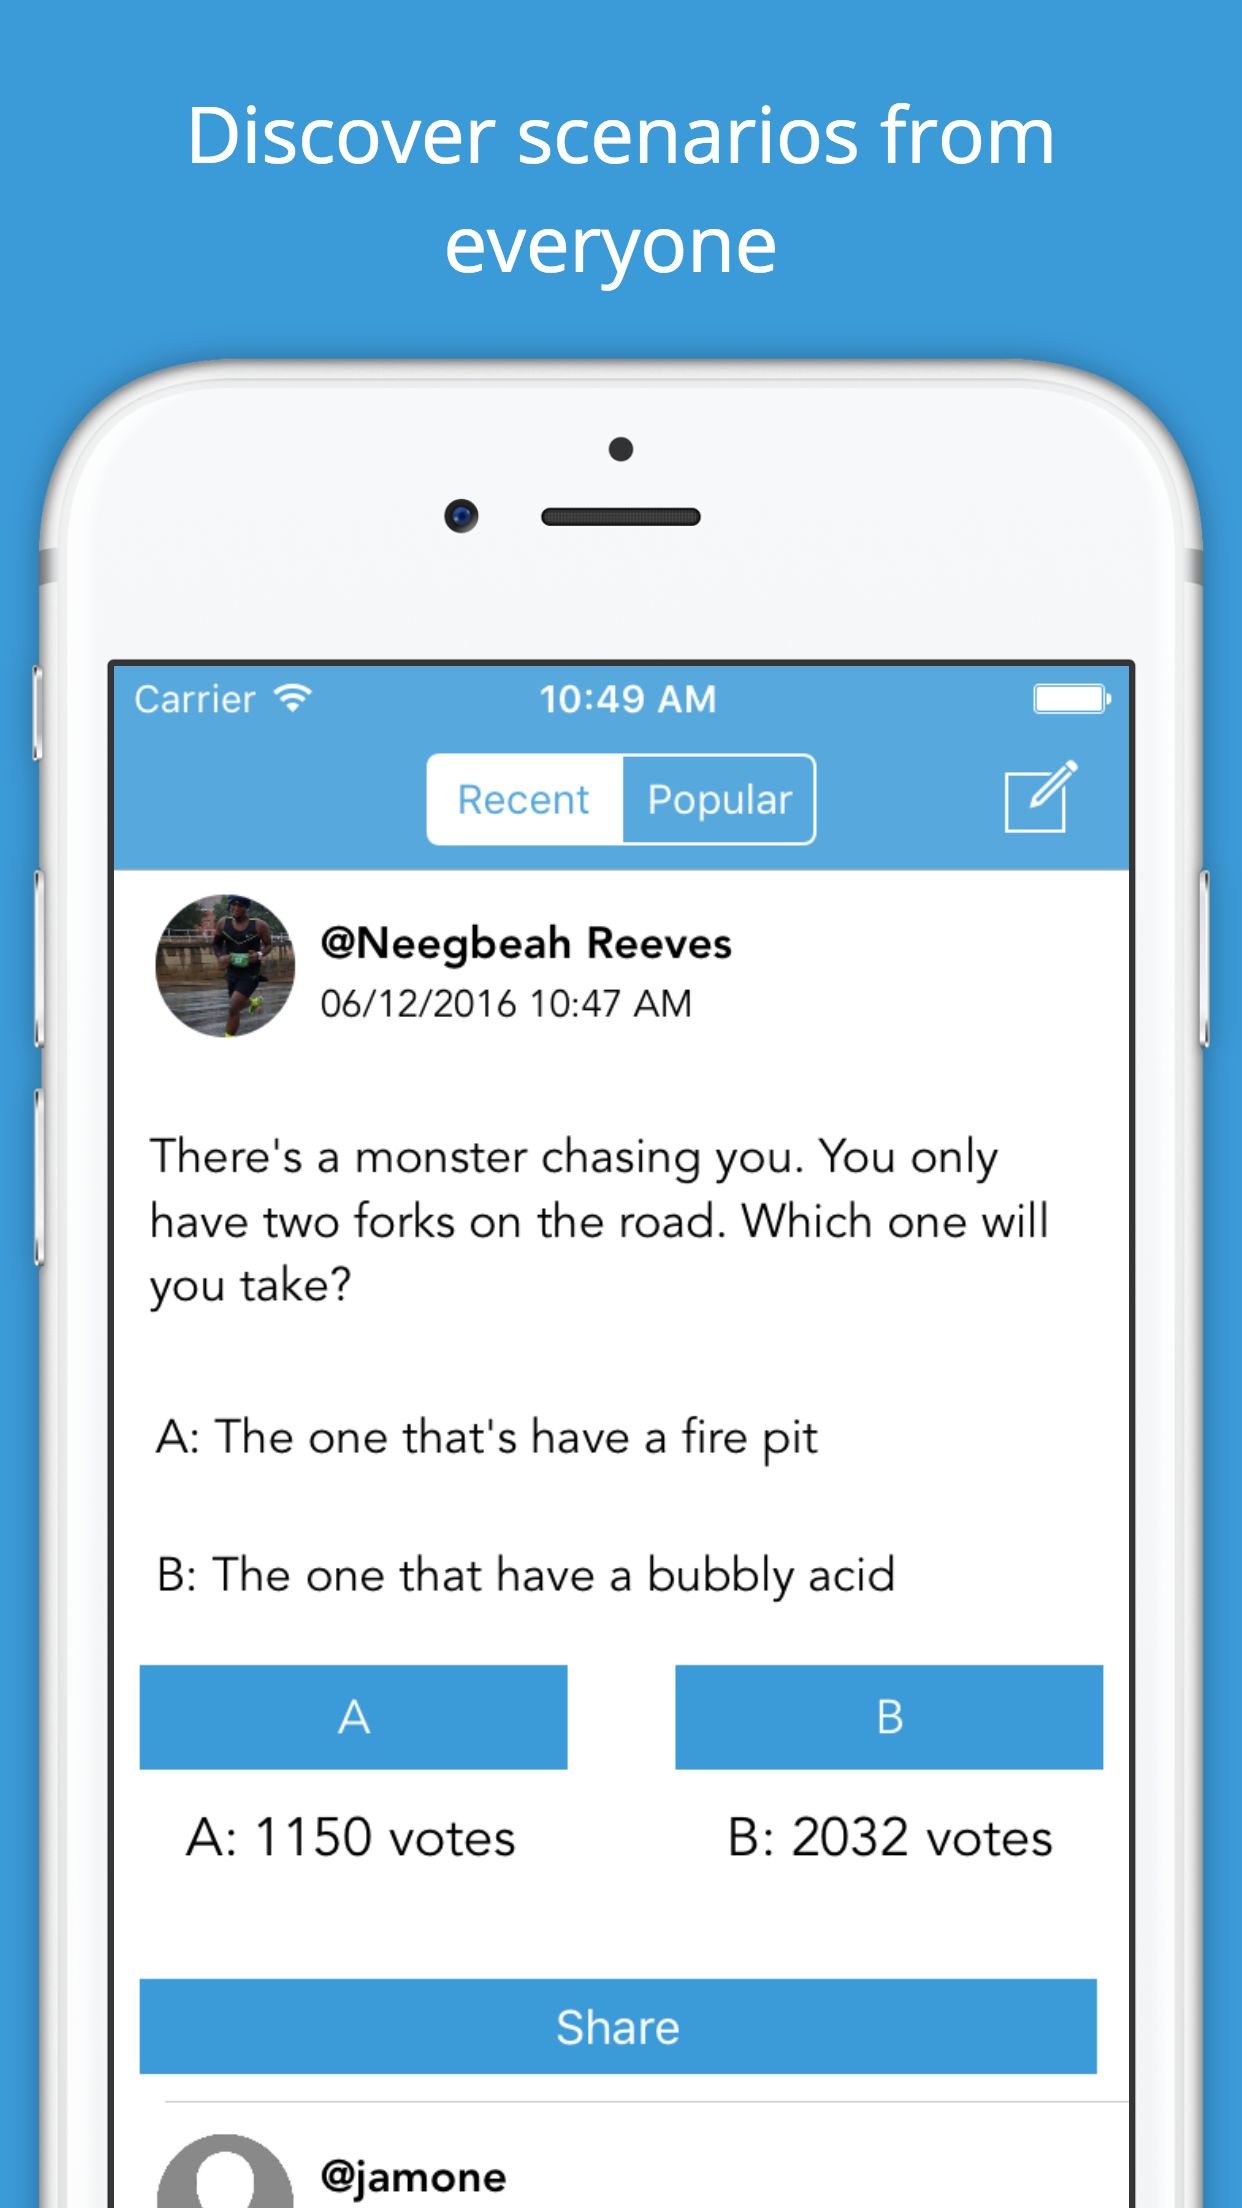 Discover scenarios from
everyone
Carrier
10:49 AM
Recent
Popular
@Neegbeah Reeves
06/12/2016 10:47 AM
There's a monster chasing you. You only
have two forks on the road. Which one will
you take?
A: The one that's have a fire pit
B: The one that have a bubbly acid
A
B
A: 1150 votes
B: 2032 votes
Share
@jamone